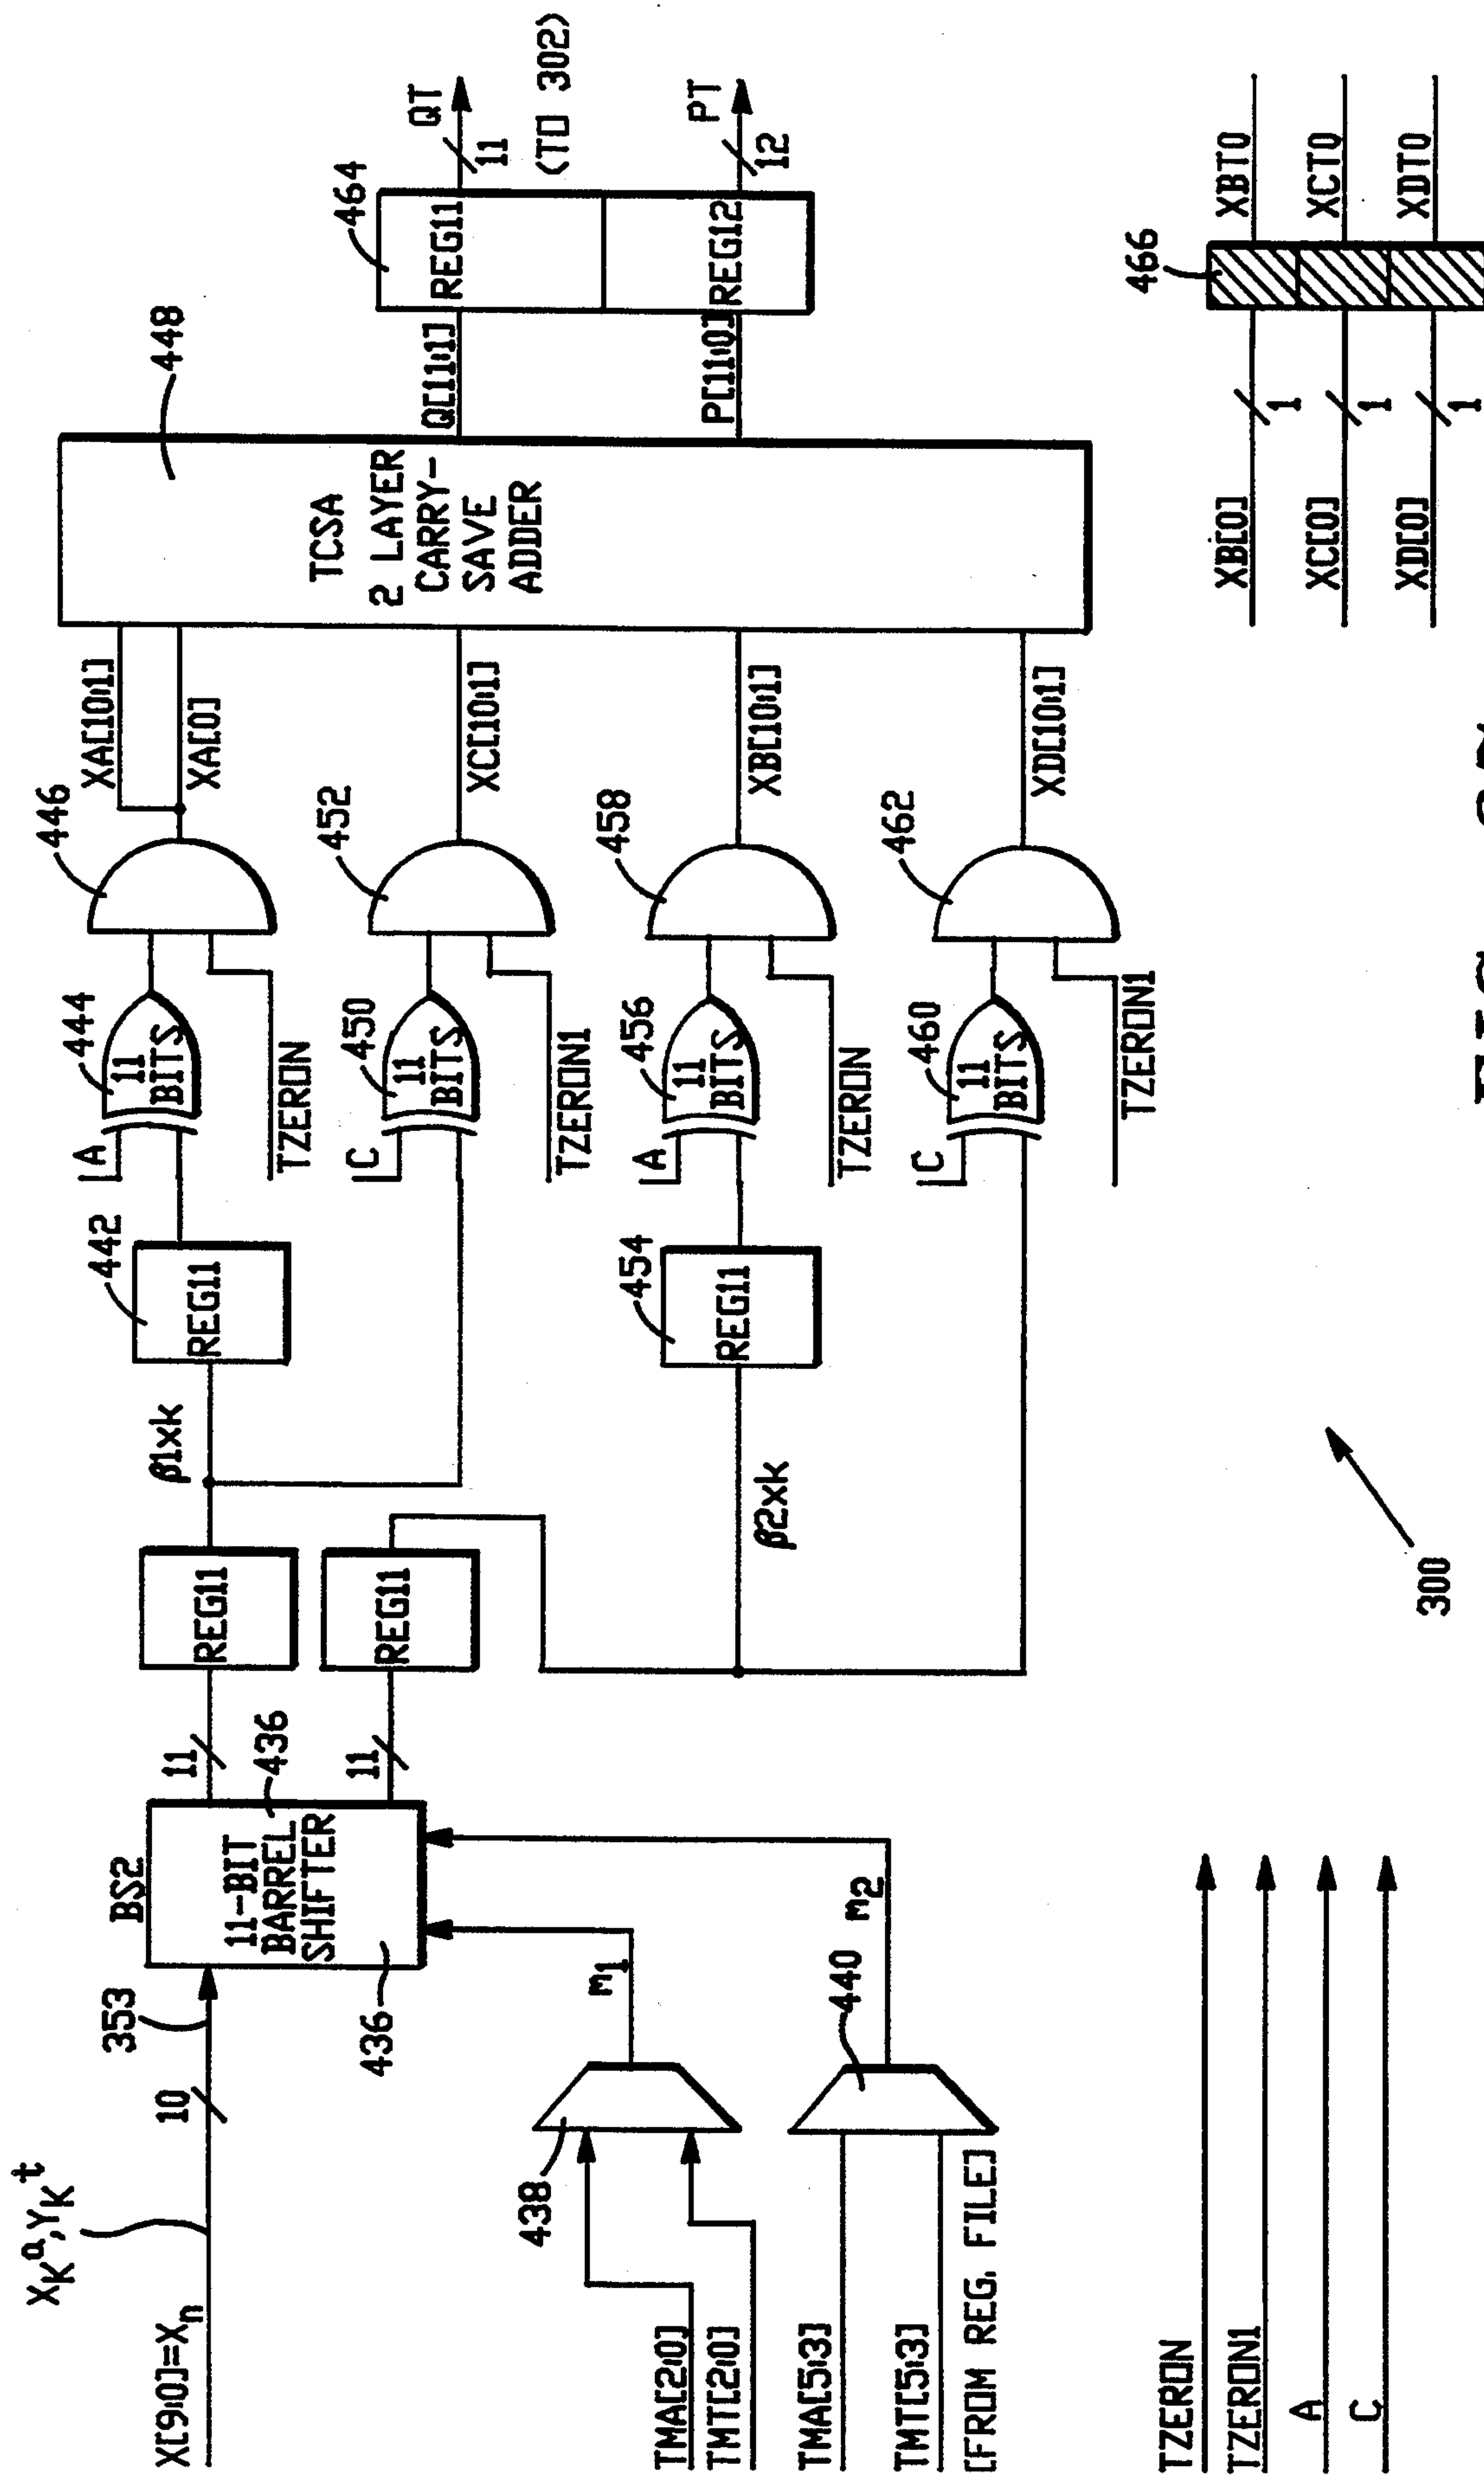 X[9:0]=Xn
XKα,YKt
10
353
BS2
11-BIT
BARREL
SHIFTER
436
436
11
11
REG11
REG11
β1xk
β2xk
TMA[2:0]
TMT[2:0]
438
m1
TMA[5:3]
TMT[5:3]
[FROM REG. FILE]
440
m2
442
REG11
A
444
11
BITS
TZERON
446
XA[10:1]
XA[0]
C
450
11
BITS
TZERON1
452
XC[10:1]
454
REG11
A
456
11
BITS
TZERON
458
XB[10:1]
C
460
11
BITS
TZERON1
462
XD[10:1]
448
TCSA
2 LAYER
CARRY-
SAVE
ADDER
Q[11:1]
P[11:0]
464
REG11
REG12
QT
11
(TO 302)
PT
12
TZERON
TZERON1
A
C
300
466
XB[0]
1
XBT0
XC[0]
1
XCT0
XD[0]
1
XDT0